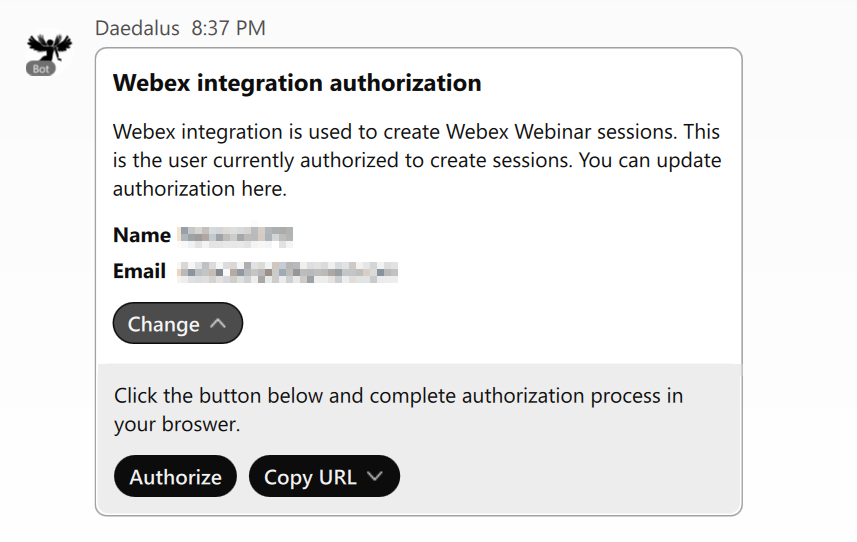 Daedalus 8:37 PM
Bot
Webex integration authorization
Webex integration is used to create Webex Webinar sessions. This
is the user currently authorized to create sessions. You can update
authorization here.
Name
Email
Change
Click the button below and complete authorization process in
your broswer.
Authorize Copy URL